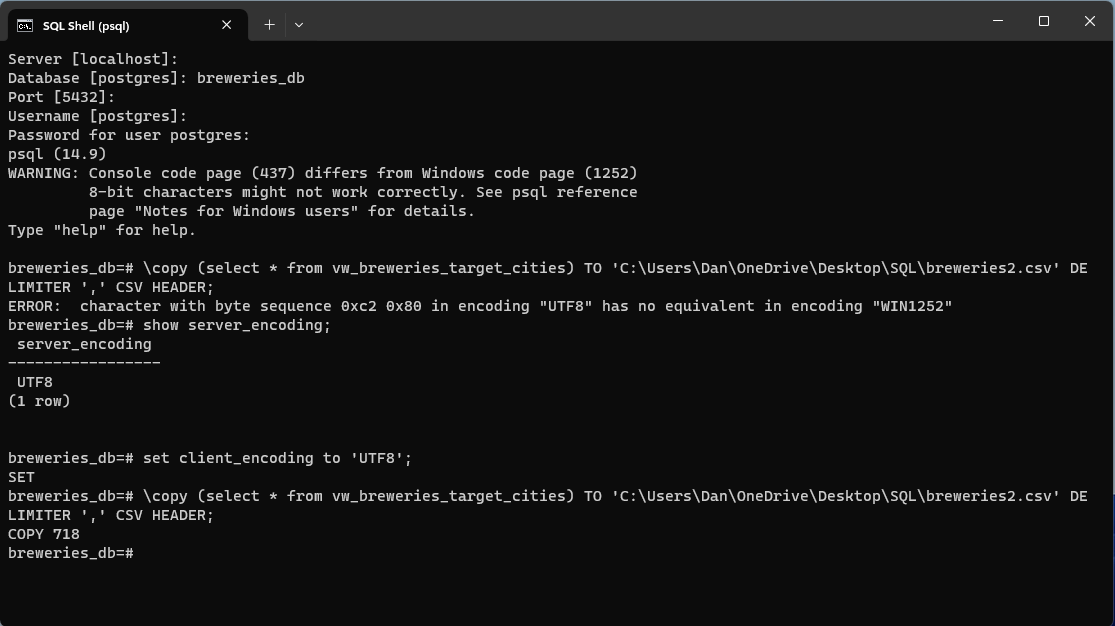 SQL Shell (psql)
Server [localhost]:
Database [postgres]: breweries_db
Port [5432]:
Username [postgres]:
Password for user postgres:
psql (14.9)
WARNING: Console code page (437) differs from Windows code page (1252)
         8-bit characters might not work correctly. See psql reference
         page "Notes for Windows users" for details.
Type "help" for help.

breweries_db=# \copy (select * from vw_breweries_target_cities) TO 'C:\Users\Dan\OneDrive\Desktop\SQL\breweries2.csv' DE
LIMITER ',' CSV HEADER;
ERROR:  character with byte sequence 0xc2 0x80 in encoding "UTF8" has no equivalent in encoding "WIN1252"
breweries_db=# show server_encoding;
 server_encoding
-----------------
 UTF8
(1 row)


breweries_db=# set client_encoding to 'UTF8';
SET
breweries_db=# \copy (select * from vw_breweries_target_cities) TO 'C:\Users\Dan\OneDrive\Desktop\SQL\breweries2.csv' DE
LIMITER ',' CSV HEADER;
COPY 718
breweries_db=#